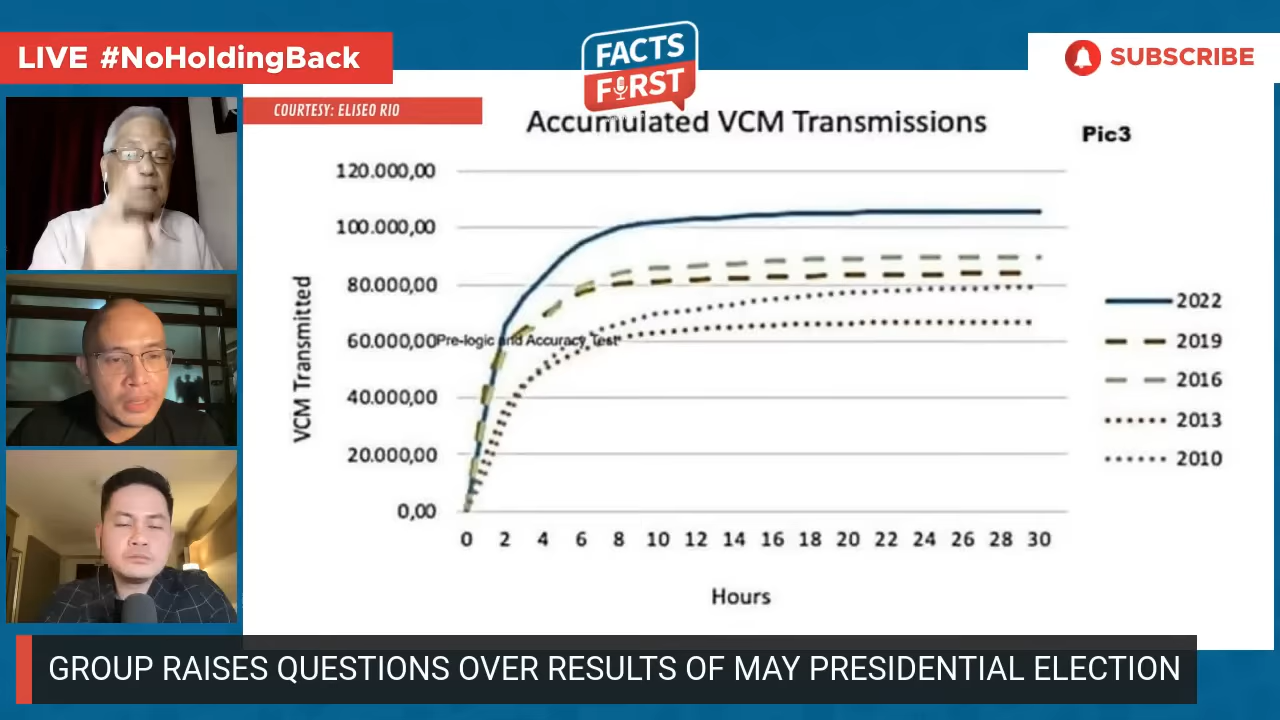 LIVE #NoHoldingBack
FACTS
FIRST
SUBSCRIBE
COURTESY: ELISEO RIO
Accumulated VCM Transmissions
Pic3
120.000,00
100.000,00
80.000,00
60.000,00
Pre-logic and Accuracy Test
40.000,00
20.000,00
0,00
VCM Transmitted
0 2 4 6 8 10 12 14 16 18 20 22 24 26 28 30
Hours
2022
2019
2016
2013
2010
GROUP RAISES QUESTIONS OVER RESULTS OF MAY PRESIDENTIAL ELECTION